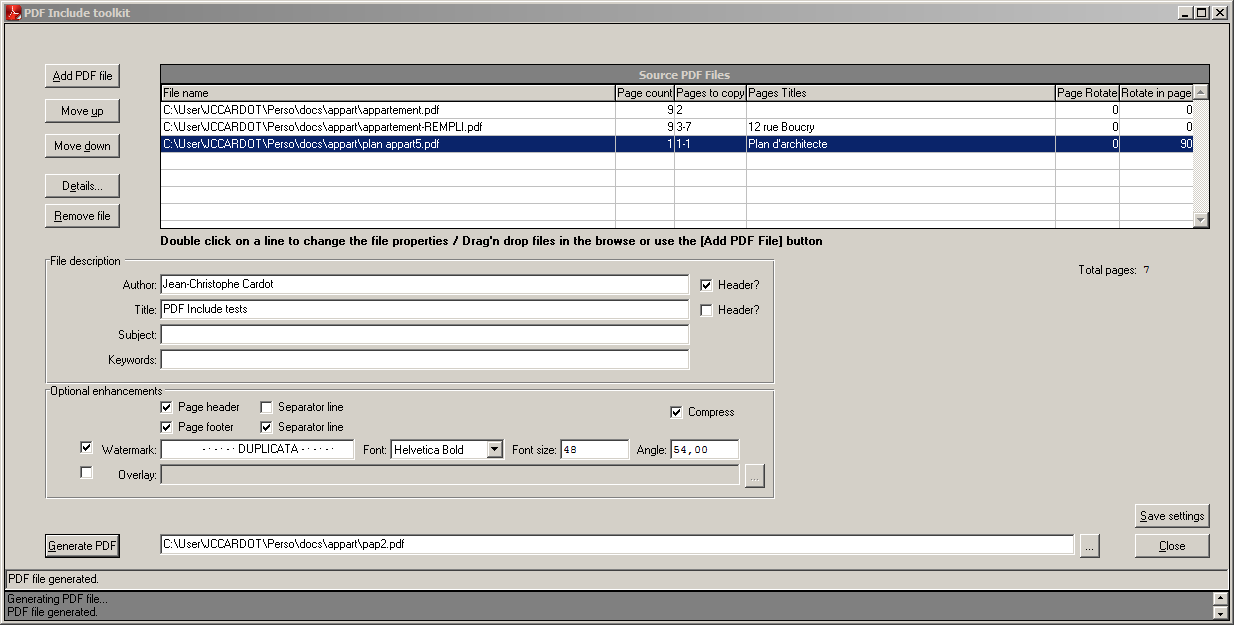 PDF Include toolkit
Add PDF file
Move up
Move down
Details...
Remove file
Source PDF Files
File name Page count Pages to copy Pages Titles Page Rotate Rotate in page
C:\User\JCCARDOT\Perso\docs\appart\appartement.pdf 9 2 0 0
C:\User\JCCARDOT\Perso\docs\appart\appartement-REMPLI.pdf 9 3-7 12 rue Boucry 0 0
C:\User\JCCARDOT\Perso\docs\appart\plan appart5.pdf 1 1-1 Plan d'architecte 0 90
Double click on a line to change the file properties / Drag'n drop files in the browse or use the [Add PDF File] button
Total pages: 7
File description
Author: Jean-Christophe Cardot Header?
Title: PDF Include tests Header?
Subject:
Keywords:
Optional enhancements
Page header Separator line Compress
Page footer Separator line
Watermark: - · - · - · - DUPLICATA - · - · - · - Font: Helvetica Bold Font size: 48 Angle: 54,00
Overlay: ...
Save settings
Generate PDF C:\User\JCCARDOT\Perso\docs\appart\pap2.pdf ... Close
PDF file generated.
Generating PDF file...
PDF file generated.